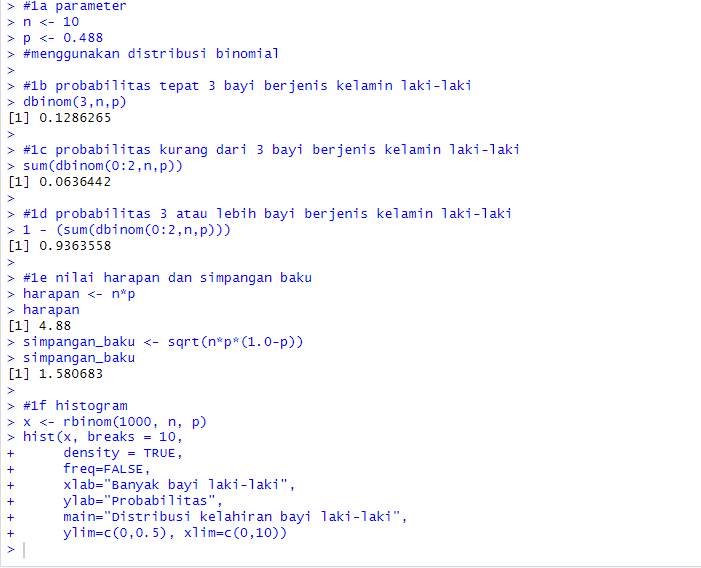 > #1a parameter
> n <- 10
> p <- 0.488
> #menggunakan distribusi binomial
>
> #1b probabilitas tepat 3 bayi berjenis kelamin laki-laki
> dbinom(3,n,p)
[1] 0.1286265
>
> #1c probabilitas kurang dari 3 bayi berjenis kelamin laki-laki
> sum(dbinom(0:2,n,p))
[1] 0.0636442
>
> #1d probabilitas 3 atau lebih bayi berjenis kelamin laki-laki
> 1 - (sum(dbinom(0:2,n,p)))
[1] 0.9363558
>
> #1e nilai harapan dan simpangan baku
> harapan <- n*p
> harapan
[1] 4.88
> simpangan_baku <- sqrt(n*p*(1.0-p))
> simpangan_baku
[1] 1.580683
>
> #1f histogram
> x <- rbinom(1000, n, p)
> hist(x, breaks = 10,
+      density = TRUE,
+      freq=FALSE,
+      xlab="Banyak bayi laki-laki",
+      ylab="Probabilitas",
+      main="Distribusi kelahiran bayi laki-laki",
+      ylim=c(0,0.5), xlim=c(0,10))
>